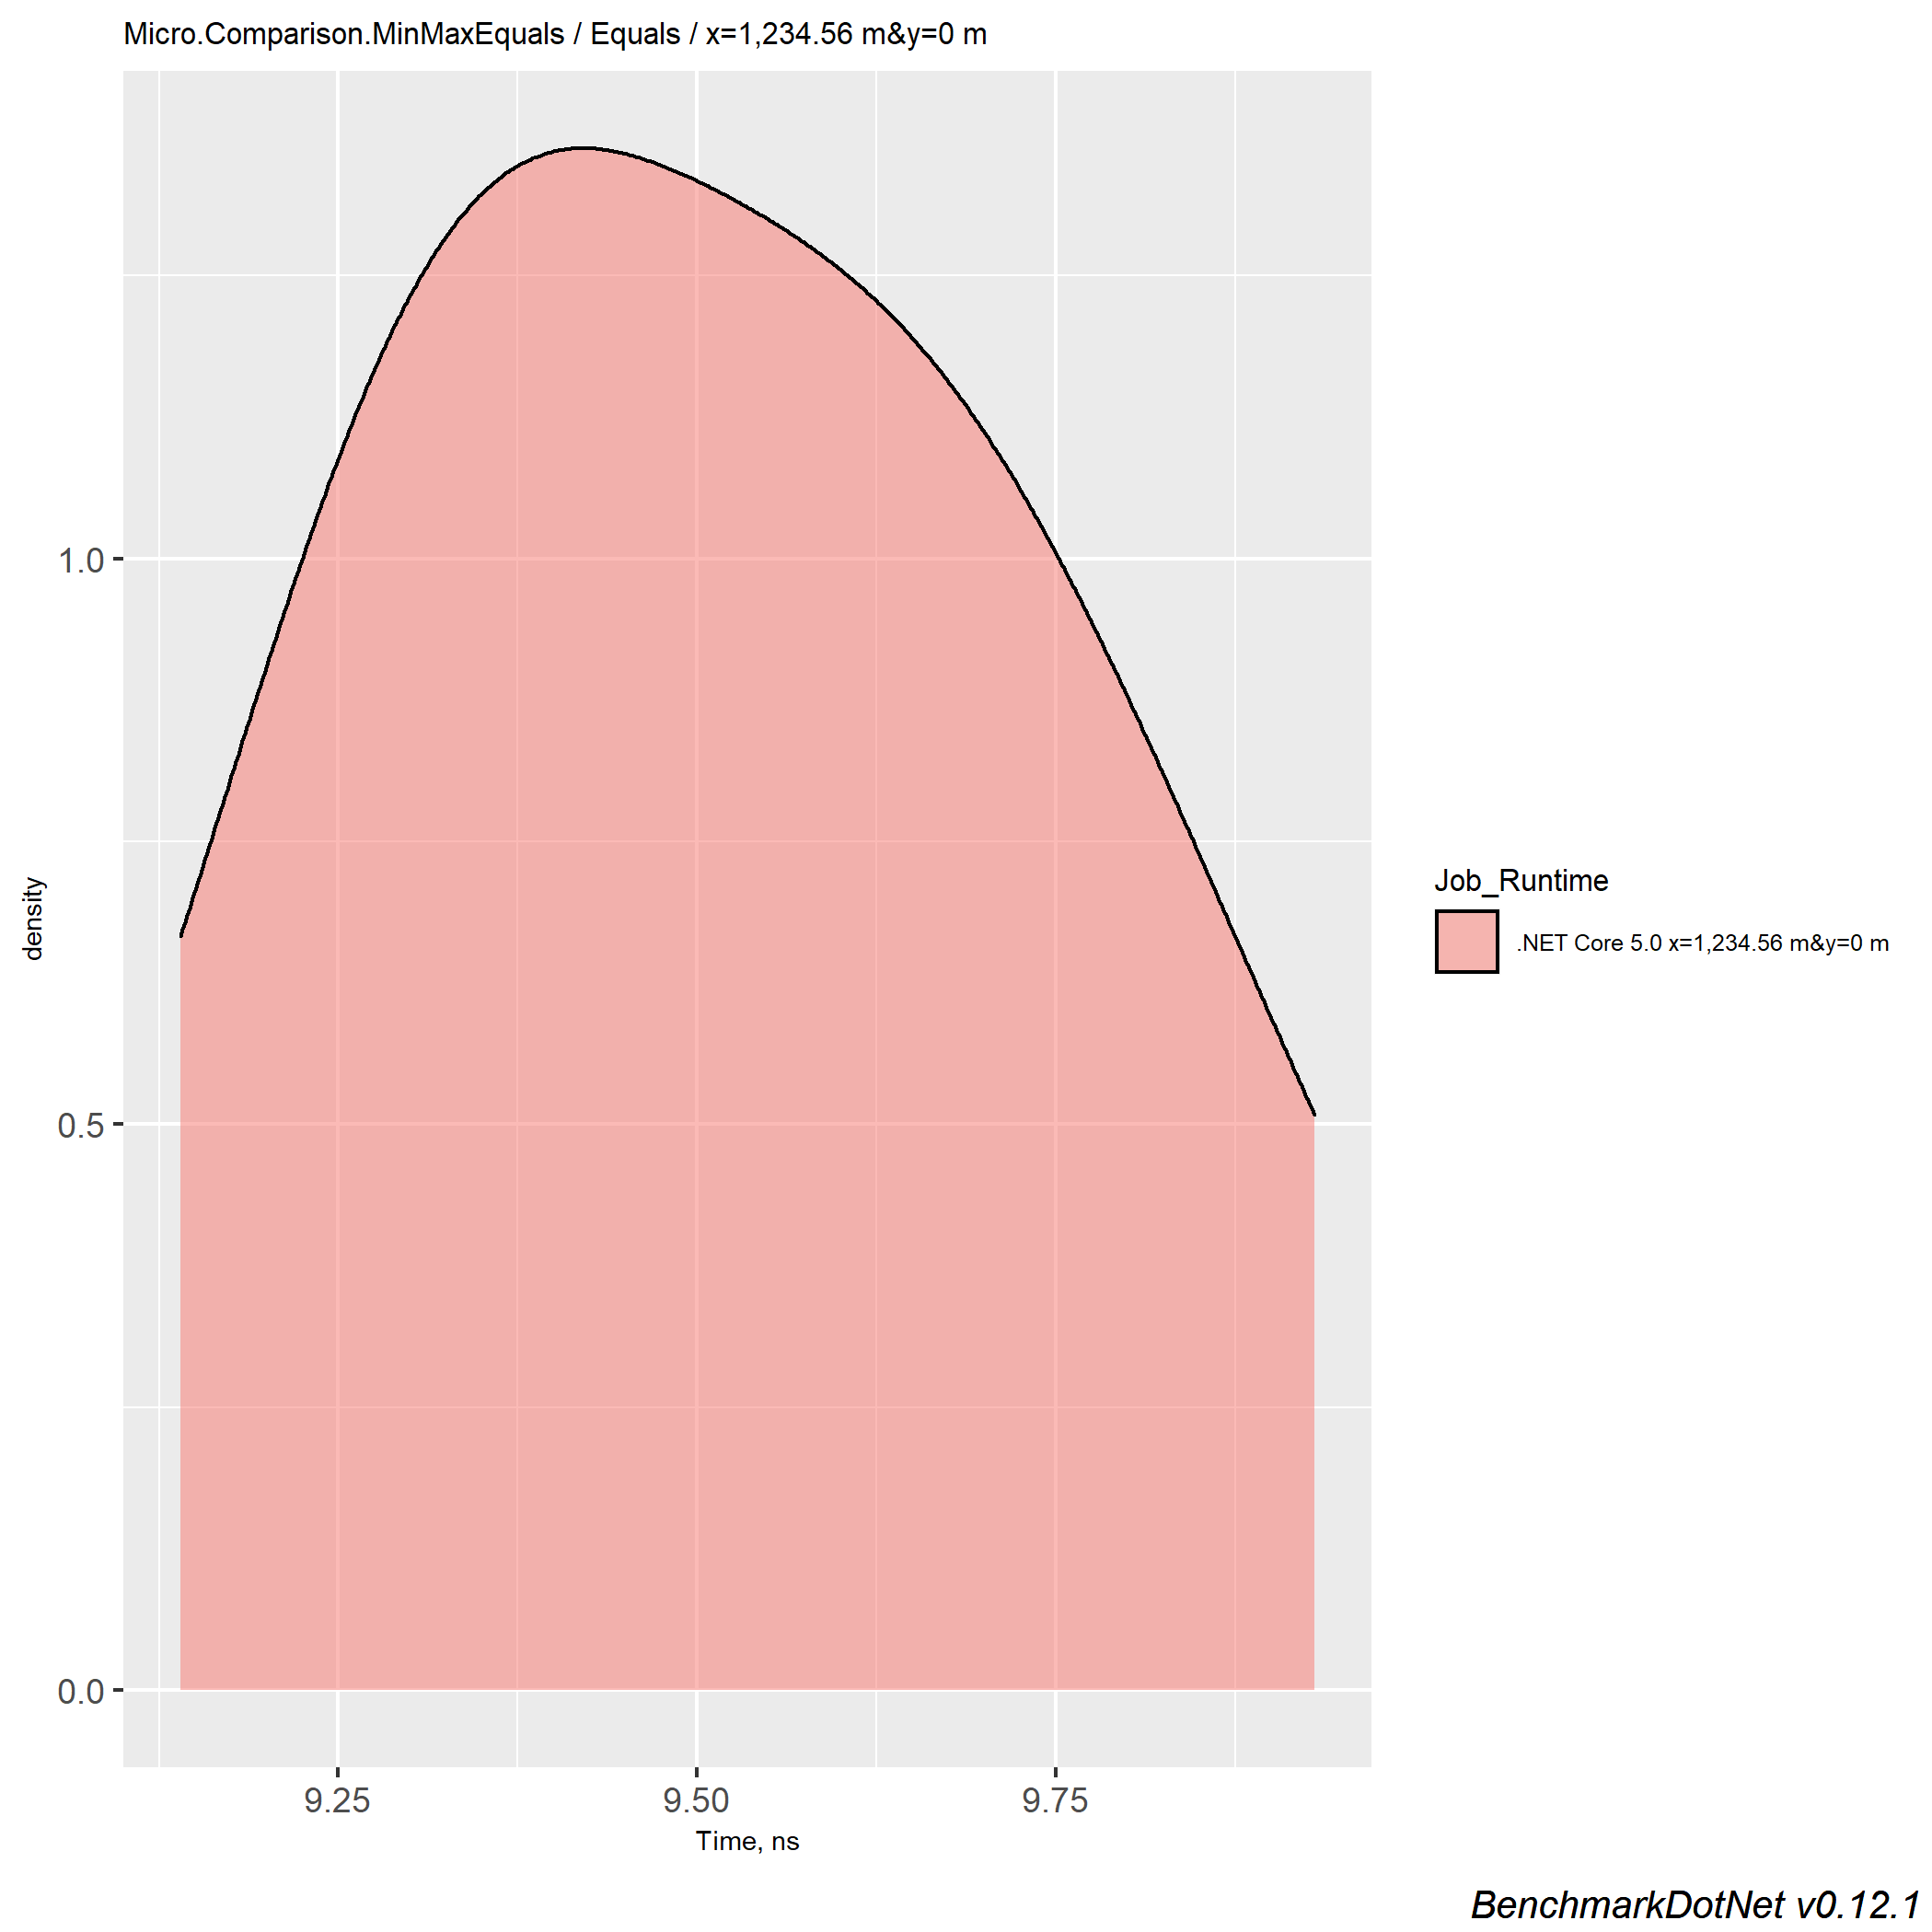 Micro.Comparison.MinMaxEquals / Equals / x=1,234.56 m&y=0 m
1.0
0.5
0.0
density
9.25 9.50 9.75
Time, ns
Job_Runtime
.NET Core 5.0 x=1,234.56 m&y=0 m
BenchmarkDotNet v0.12.1